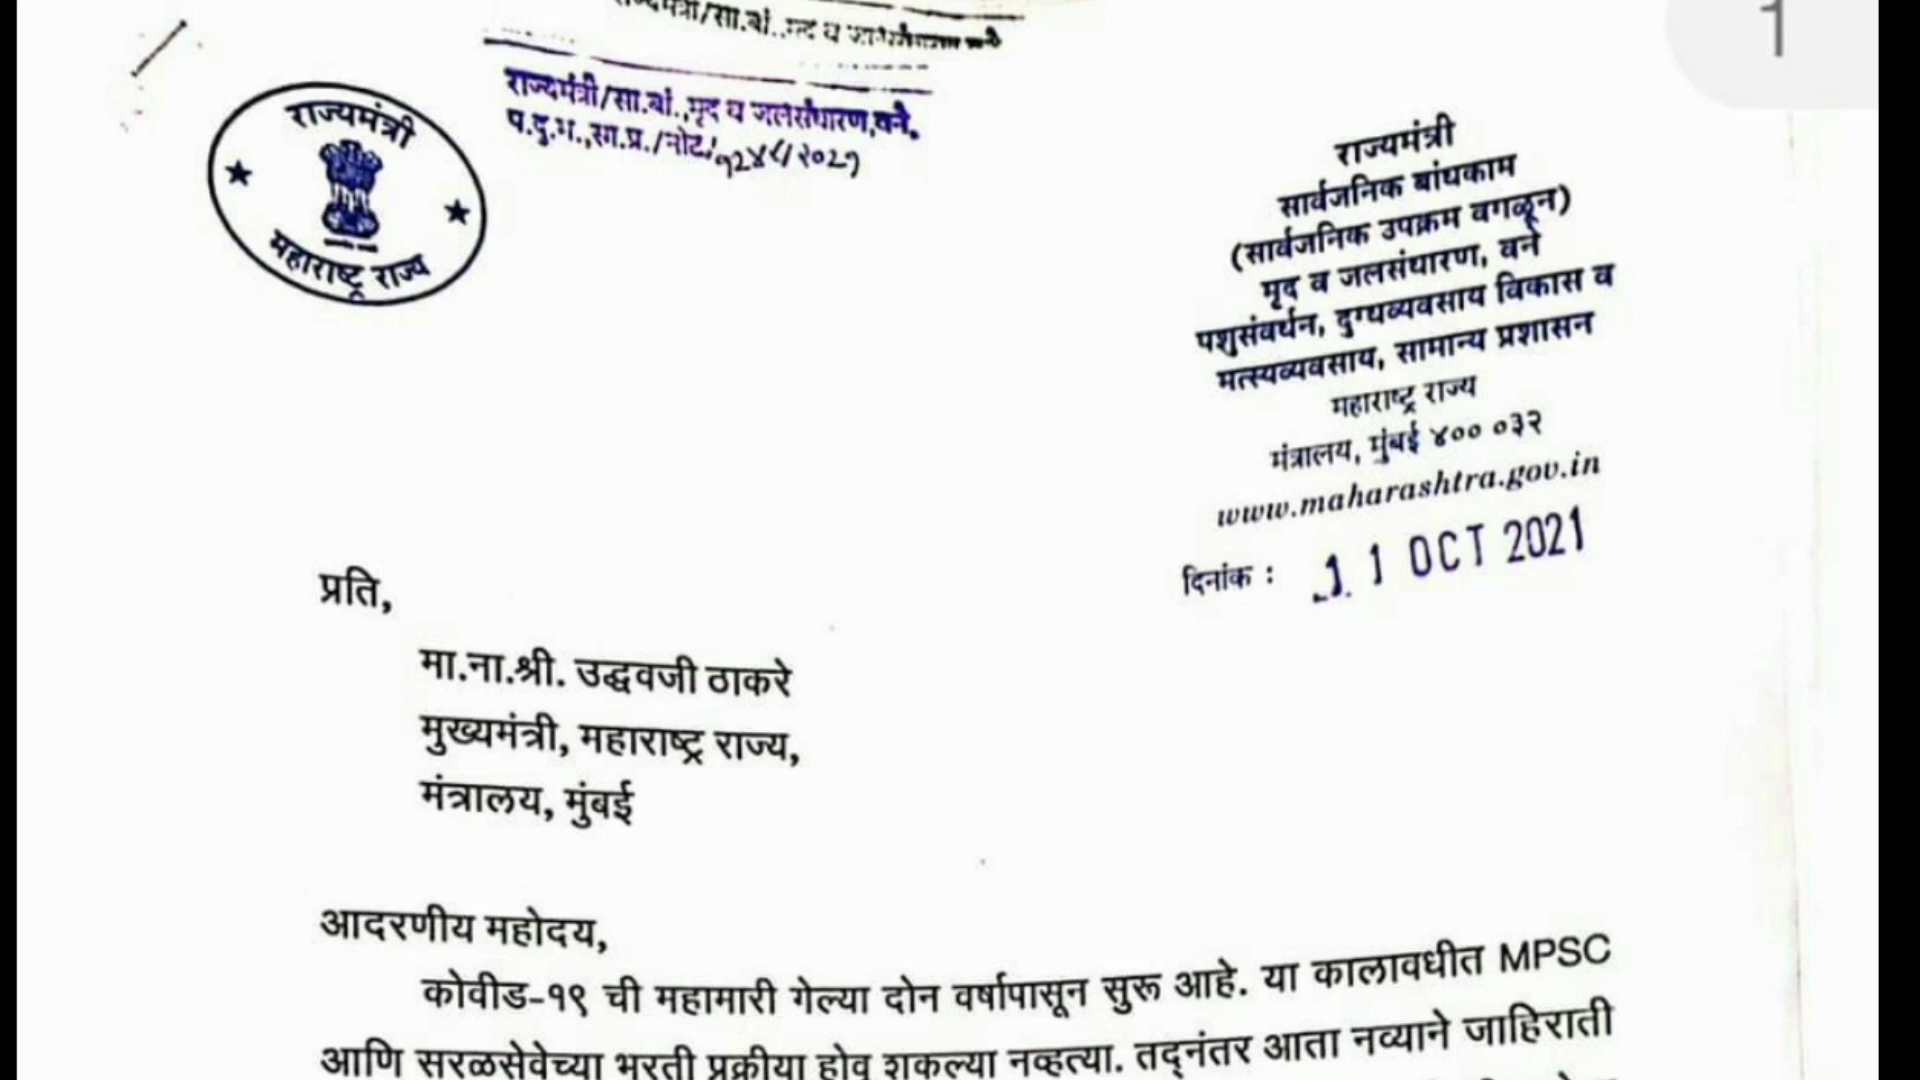 1
राज्यमंत्री/सा.बां.,मृद व जलसंधारण,वने.
प.दु.म.,सा.प्र./नोट/
राज्यमंत्री
महाराष्ट्र राज्य
राज्यमंत्री
सार्वजनिक बांधकाम
(सार्वजनिक उपक्रम वगळून)
मृद व जलसंधारण, वने
पशुसंवर्धन, दुग्धव्यवसाय विकास व
मत्स्यव्यवसाय, सामान्य प्रशासन
महाराष्ट्र राज्य
मंत्रालय, मुंबई ४०० ०३२
www.maharashtra.gov.in
दिनांक : 11 OCT 2021
प्रति,
मा.ना.श्री. उद्धवजी ठाकरे
मुख्यमंत्री, महाराष्ट्र राज्य,
मंत्रालय, मुंबई
आदरणीय महोदय,
कोवीड-१९ ची महामारी गेल्या दोन वर्षापासून सुरू आहे. या कालावधीत MPSC
आणि सरळसेवेच्या भरती प्रक्रीया होवु शकल्या नव्हत्या. तद्नंतर आता नव्याने जाहिराती